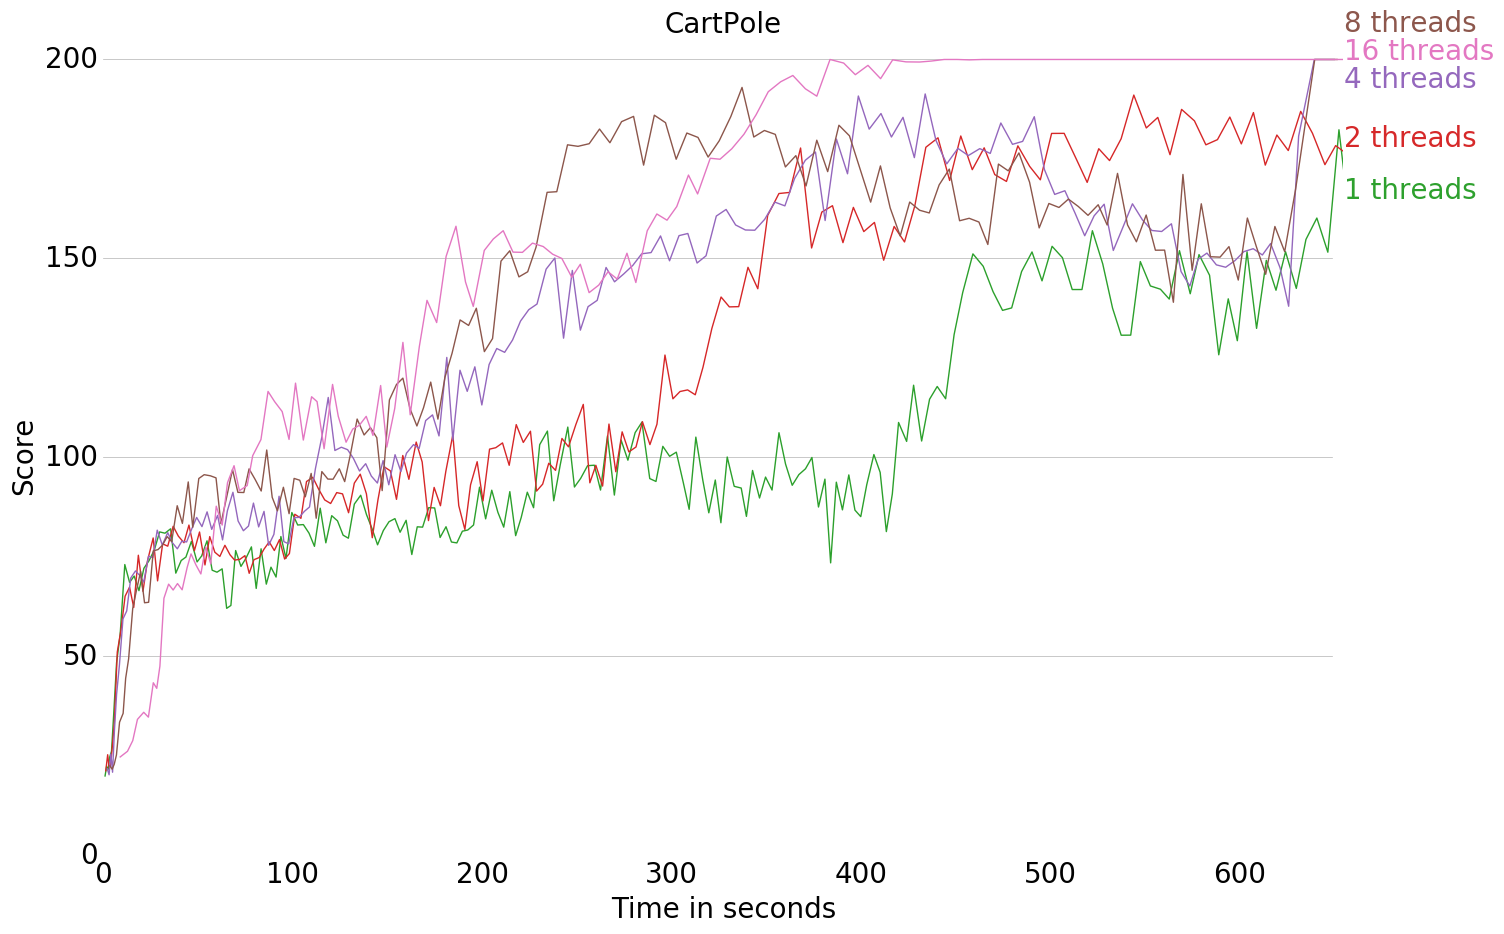 CartPole
8 threads
16 threads
4 threads
2 threads
1 threads
200
150
100
50
0
Score
0 100 200 300 400 500 600
Time in seconds